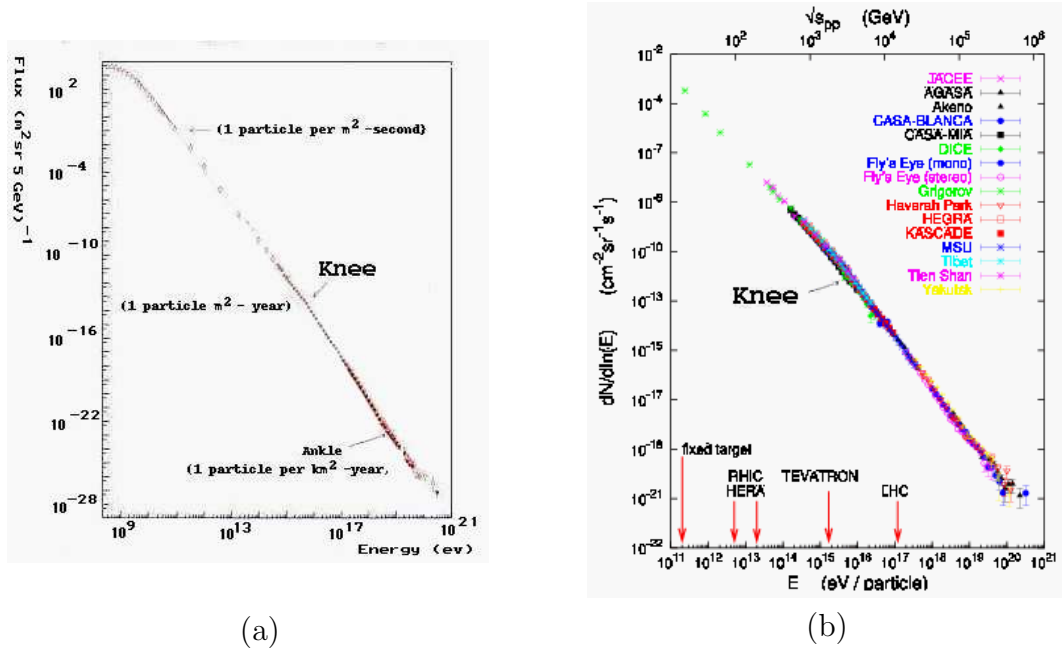 Flux (m² sr s GeV)⁻¹
10²
10⁻⁴
10⁻¹⁰
10⁻¹⁶
10⁻²²
10⁻²⁸
(1 particle per m²-second)
Knee
(1 particle m²- year)
Ankle
(1 particle per km²-year,
10⁹
10¹³
10¹⁷
10²¹
Energy (ev)
(a)
√s_pp (GeV)
10²
10³
10⁴
10⁵
10⁶
dN/dln(E) (cm⁻²sr⁻¹s⁻¹)
10⁻²
10⁻⁴
10⁻⁷
10⁻⁹
10⁻¹⁰
10⁻¹³
10⁻¹⁵
10⁻¹⁷
10⁻¹⁸
10⁻²¹
10⁻²²
JACEE
AGASA
Akeno
CASA-BLANCA
CASA-MIA
DICE
Fly's Eye (mono)
Fly's Eye (stereo)
Grigorov
Haverah Park
HEGRA
KASCADE
MSU
Tibet
Tien Shan
Yakutsk
Knee
fixed target
RHIC
HERA
TEVATRON
LHC
10¹¹
10¹²
10¹³
10¹⁴
10¹⁵
10¹⁶
10¹⁷
10¹⁸
10¹⁹
10²⁰
10²¹
E (eV / particle)
(b)